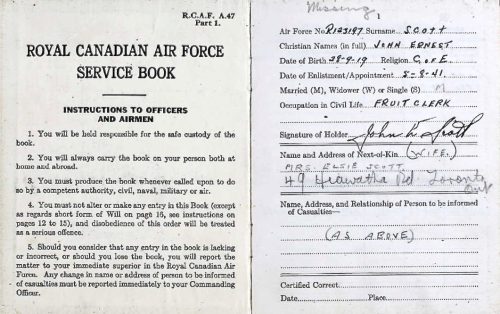 R.C.A.F. A.47
Part 1.
ROYAL CANADIAN AIR FORCE
SERVICE BOOK
INSTRUCTIONS TO OFFICERS
AND AIRMEN
1. You will be held responsible for the safe custody of the
book.
2. You will always carry the book on your person both at
home and abroad.
3. You must produce the book whenever called upon to do
so by a competent authority, civil, naval, military or air.
4. You must not alter or make any entry in this Book (except
as regards short form of Will on page 16, see instructions on
pages 12 to 15), and disobedience of this order will be treated
as a serious offence.
5. Should you consider that any entry in the book is lacking
or incorrect, or should you lose the book, you will report the
matter to your immediate superior in the Royal Canadian Air
Force. Any change in name or address of person to be informed
of casualties must be reported immediately to your Commanding
Officer.
Missing
1
Air Force No. R123197 Surname SCOTT
Christian Names (in full) JOHN ERNEST
Date of Birth 28-9-19 Religion C. OF E.
Date of Enlistment/Appointment 5-8-41.
Married (M), Widower (W) or Single (S) M
Occupation in Civil Life FRUIT CLERK
Signature of Holder John E. Scott
Name and Address of Next-of-Kin (WIFE.)
MRS. ELSIE SCOTT
49 Hiawatha Rd. Toronto
Ont
Name, Address, and Relationship of Person to be informed
of Casualties—
(AS ABOVE)
Certified Correct
Date Place